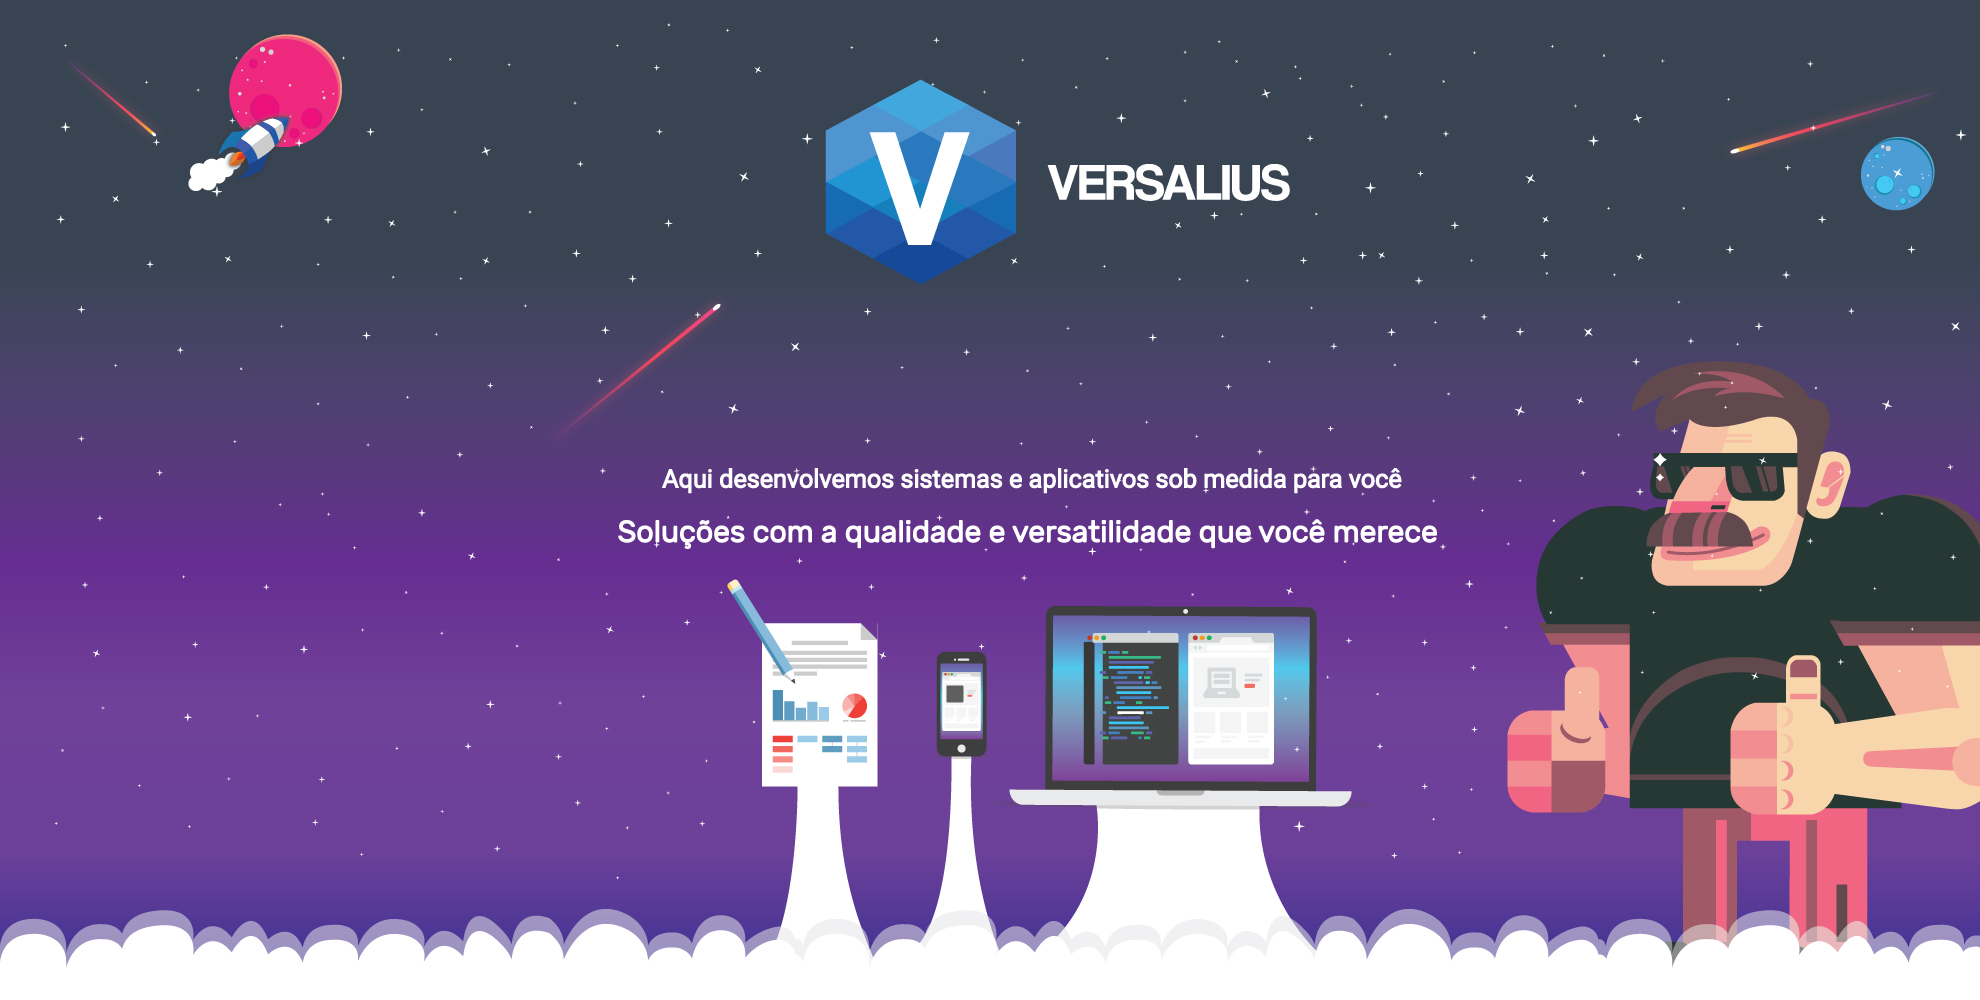 V
VERSALIUS
Aqui desenvolvemos sistemas e aplicativos sob medida para você
Soluções com a qualidade e versatilidade que você merece